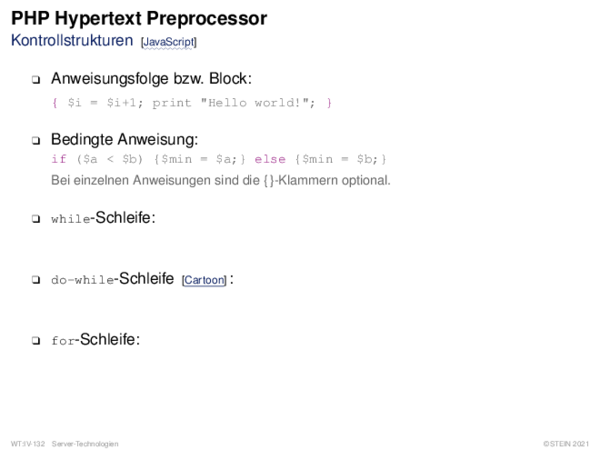 PHP Hypertext Preprocessor
Kontrollstrukturen [JavaScript]
❑ Anweisungsfolge bzw. Block:
{ $i = $i+1; print "Hello world!"; }
❑ Bedingte Anweisung:
if ($a < $b) {$min = $a;} else {$min = $b;}
Bei einzelnen Anweisungen sind die {}-Klammern optional.
❑ while-Schleife:
❑ do-while-Schleife [Cartoon] :
❑ for-Schleife:
WT:IV-132 Server-Technologien ©STEIN 2021